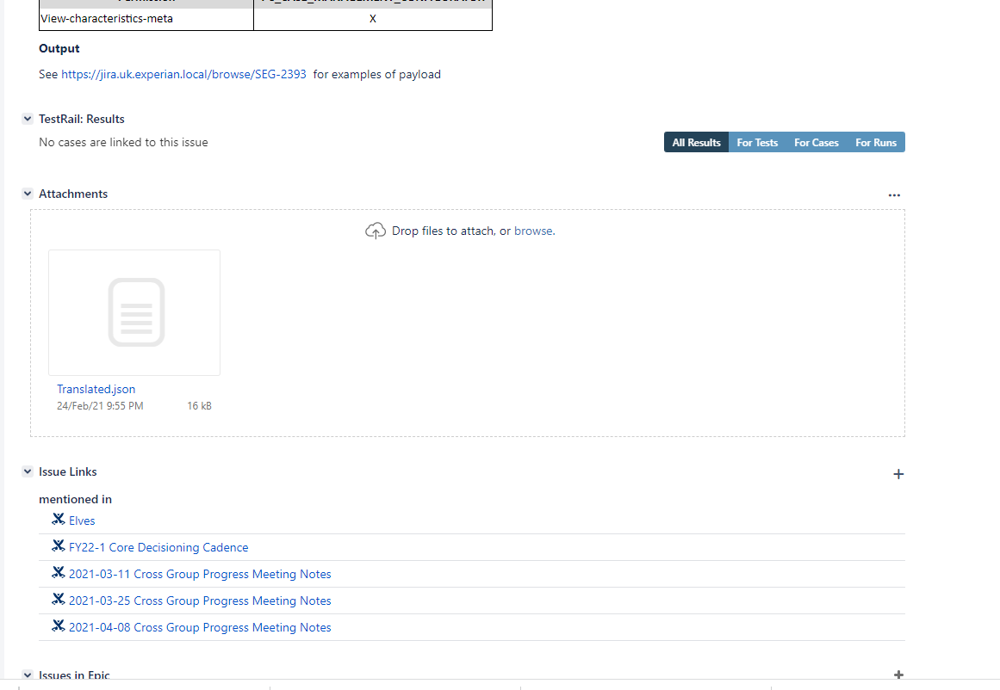 View-characteristics-meta X
Output
See https://jira.uk.experian.local/browse/SEG-2393 for examples of payload
TestRail: Results
No cases are linked to this issue
All Results For Tests For Cases For Runs
Attachments
Drop files to attach, or browse.
Translated.json
24/Feb/21 9:55 PM 16 kB
Issue Links
mentioned in
Elves
FY22-1 Core Decisioning Cadence
2021-03-11 Cross Group Progress Meeting Notes
2021-03-25 Cross Group Progress Meeting Notes
2021-04-08 Cross Group Progress Meeting Notes
Issues in Epic